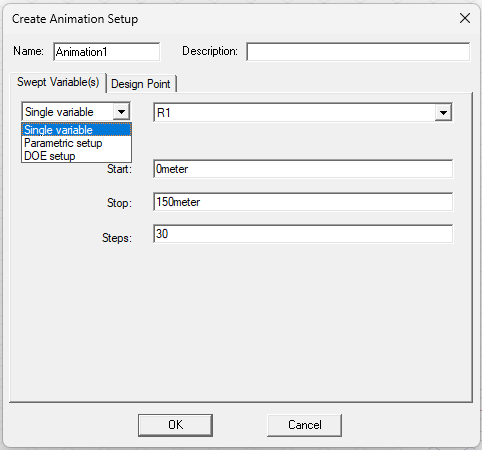 Create Animation Setup
Name: Animation1 Description:
Swept Variable(s) Design Point
Single variable R1
Single variable
Parametric setup
DOE setup
Start: 0meter
Stop: 150meter
Steps: 30
OK Cancel